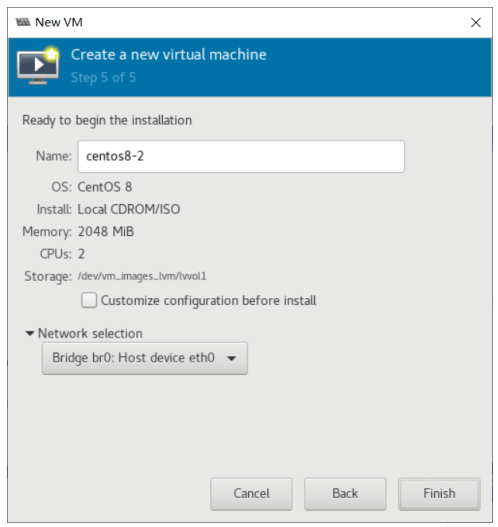 New VM
Create a new virtual machine
Step 5 of 5
Ready to begin the installation
Name: centos8-2
OS: CentOS 8
Install: Local CDROM/ISO
Memory: 2048 MiB
CPUs: 2
Storage: /dev/vm_images_lvm/lvvol1
Customize configuration before install
Network selection
Bridge br0: Host device eth0
Cancel Back Finish